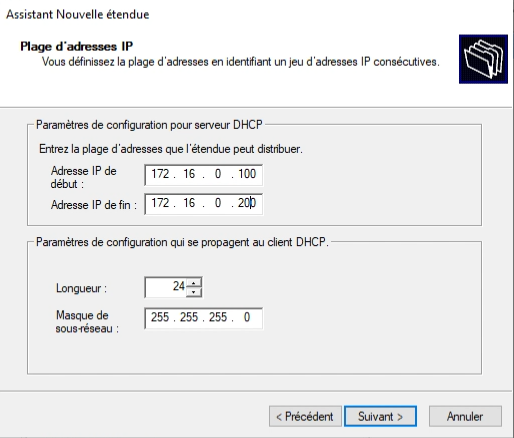 Assistant Nouvelle étendue
Plage d'adresses IP
Vous définissez la plage d'adresses en identifiant un jeu d'adresses IP consécutives.
Paramètres de configuration pour serveur DHCP
Entrez la plage d'adresses que l'étendue peut distribuer.
Adresse IP de
début :
172 . 16 . 0 . 100
Adresse IP de fin : 172 . 16 . 0 . 200
Paramètres de configuration qui se propagent au client DHCP.
Longueur : 24
Masque de
sous-réseau :
255 . 255 . 255 . 0
< Précédent Suivant > Annuler